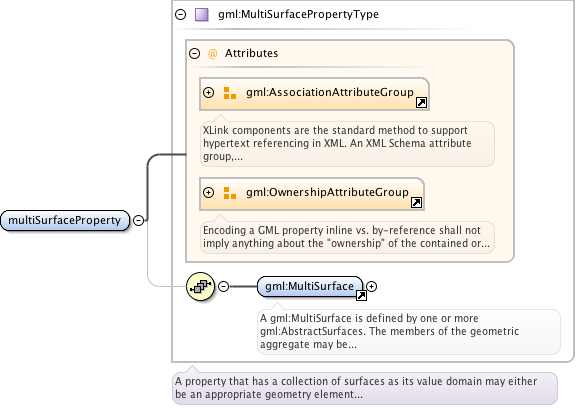 gml:MultiSurfacePropertyType
@ Attributes
gml:AssociationAttributeGroup
XLink components are the standard method to support
hypertext referencing in XML. An XML Schema attribute
group,...
gml:OwnershipAttributeGroup
Encoding a GML property inline vs. by-reference shall not
imply anything about the "ownership" of the contained or...
multiSurfaceProperty
gml:MultiSurface
A gml:MultiSurface is defined by one or more
gml:AbstractSurfaces. The members of the geometric
aggregate may be...
A property that has a collection of surfaces as its value domain may either
be an appropriate geometry element...